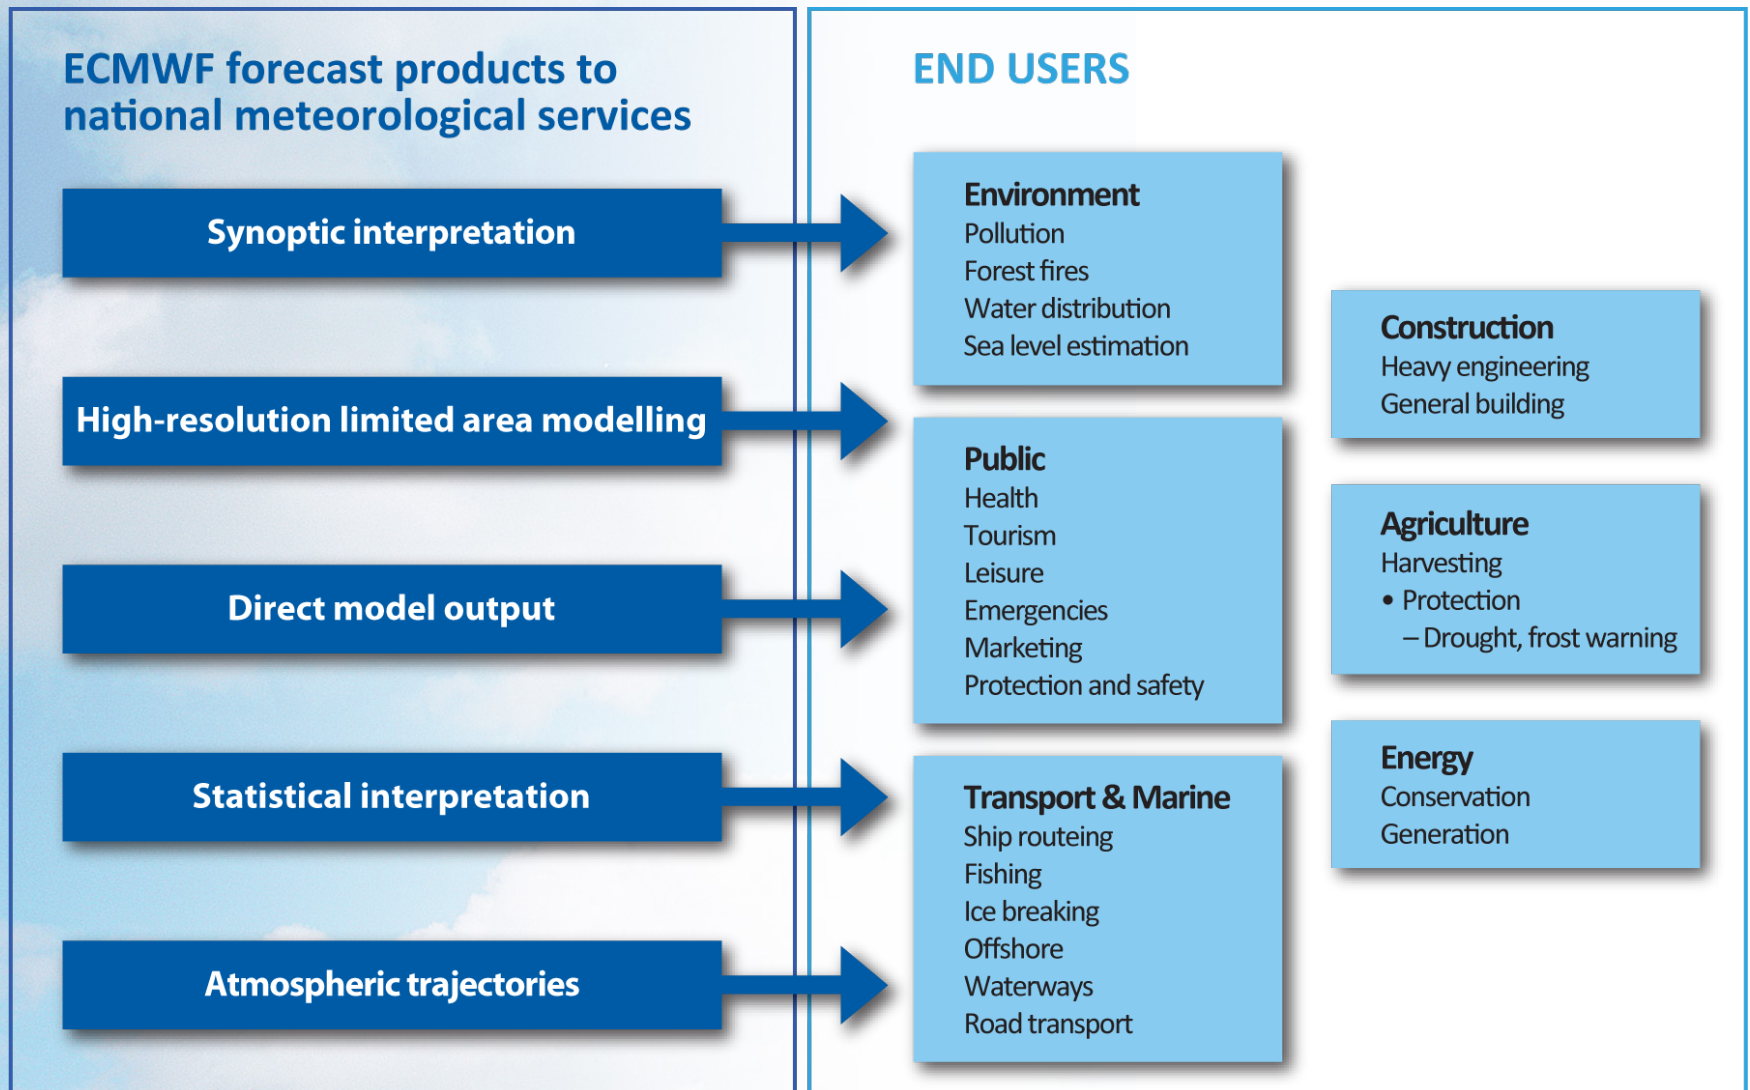 ECMWF forecast products to
national meteorological services
Synoptic interpretation
High-resolution limited area modelling
Direct model output
Statistical interpretation
Atmospheric trajectories
END USERS
Environment
Pollution
Forest fires
Water distribution
Sea level estimation
Public
Health
Tourism
Leisure
Emergencies
Marketing
Protection and safety
Transport & Marine
Ship routeing
Fishing
Ice breaking
Offshore
Waterways
Road transport
Construction
Heavy engineering
General building
Agriculture
Harvesting
• Protection
– Drought, frost warning
Energy
Conservation
Generation